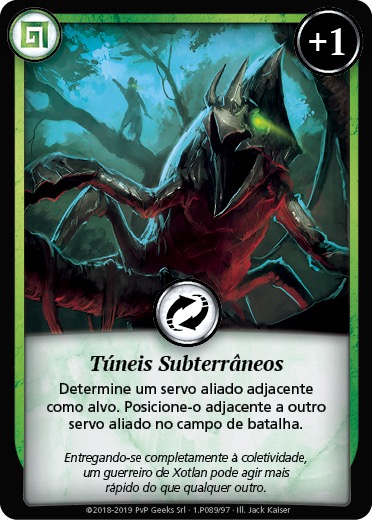 +1
Túneis Subterrâneos
Determine um servo aliado adjacente
como alvo. Posicione-o adjacente a outro
servo aliado no campo de batalha.
Entregando-se completamente à coletividade,
um guerreiro de Xotlan pode agir mais
rápido do que qualquer outro.
©2018-2019 PvP Geeks Srl · 1.P089/97 · Ill. Jack Kaiser